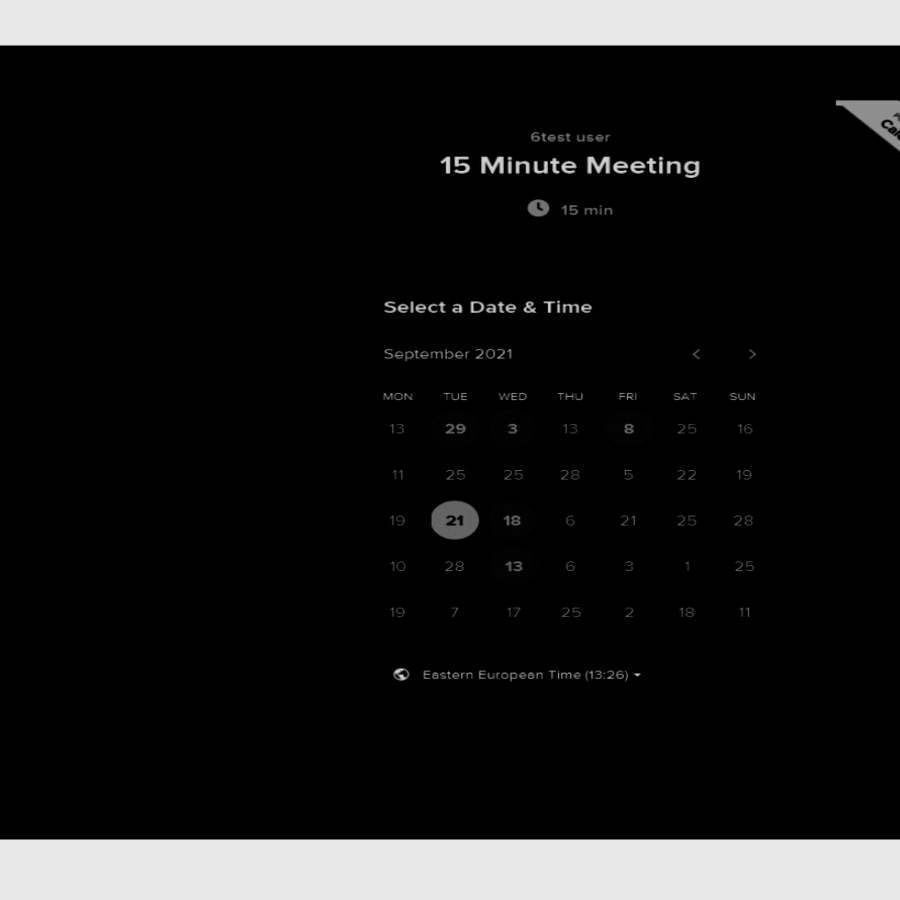 6test user
15 Minute Meeting
15 min
Select a Date & Time
September 2021
MON TUE WED THU FRI SAT SUN
13 29 3 13 8 25 16
11 25 25 28 5 22 19
19 21 18 6 21 25 28
10 28 13 6 3 1 25
19 7 17 25 2 18 11
Eastern European Time (13:26)